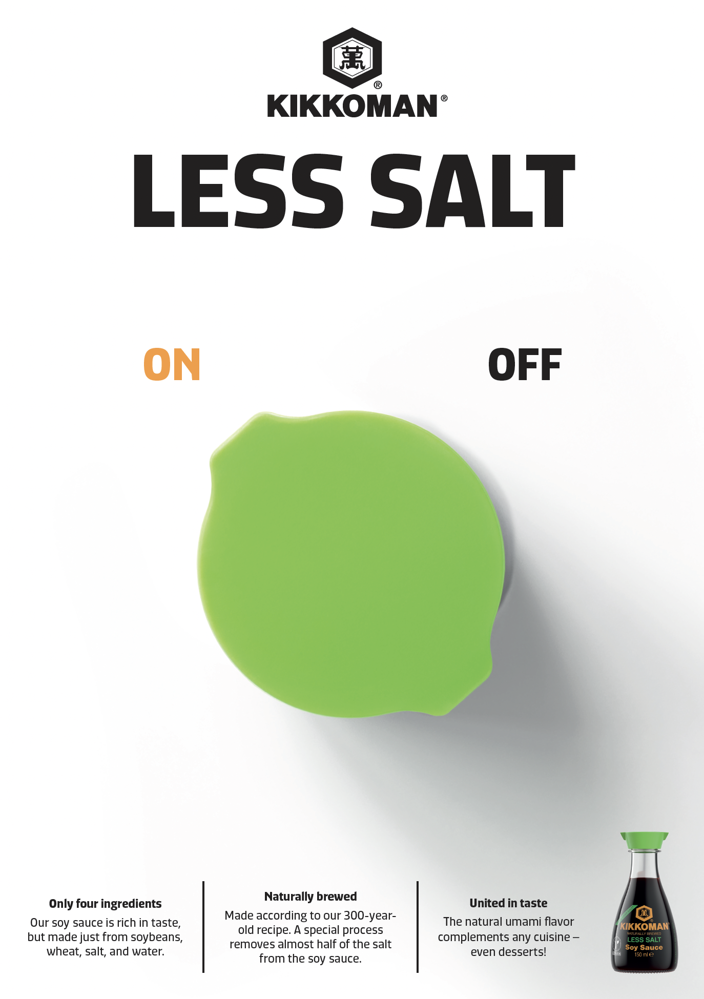 萬
®
KIKKOMAN®
LESS SALT
ON
OFF
Only four ingredients
Our soy sauce is rich in taste,
but made just from soybeans,
wheat, salt, and water.
Naturally brewed
Made according to our 300-year-
old recipe. A special process
removes almost half of the salt
from the soy sauce.
United in taste
The natural umami flavor
complements any cuisine –
even desserts!
萬
KIKKOMAN
NATURALLY BREWED
LESS SALT
Soy Sauce
150 ml ℮
VEGAN